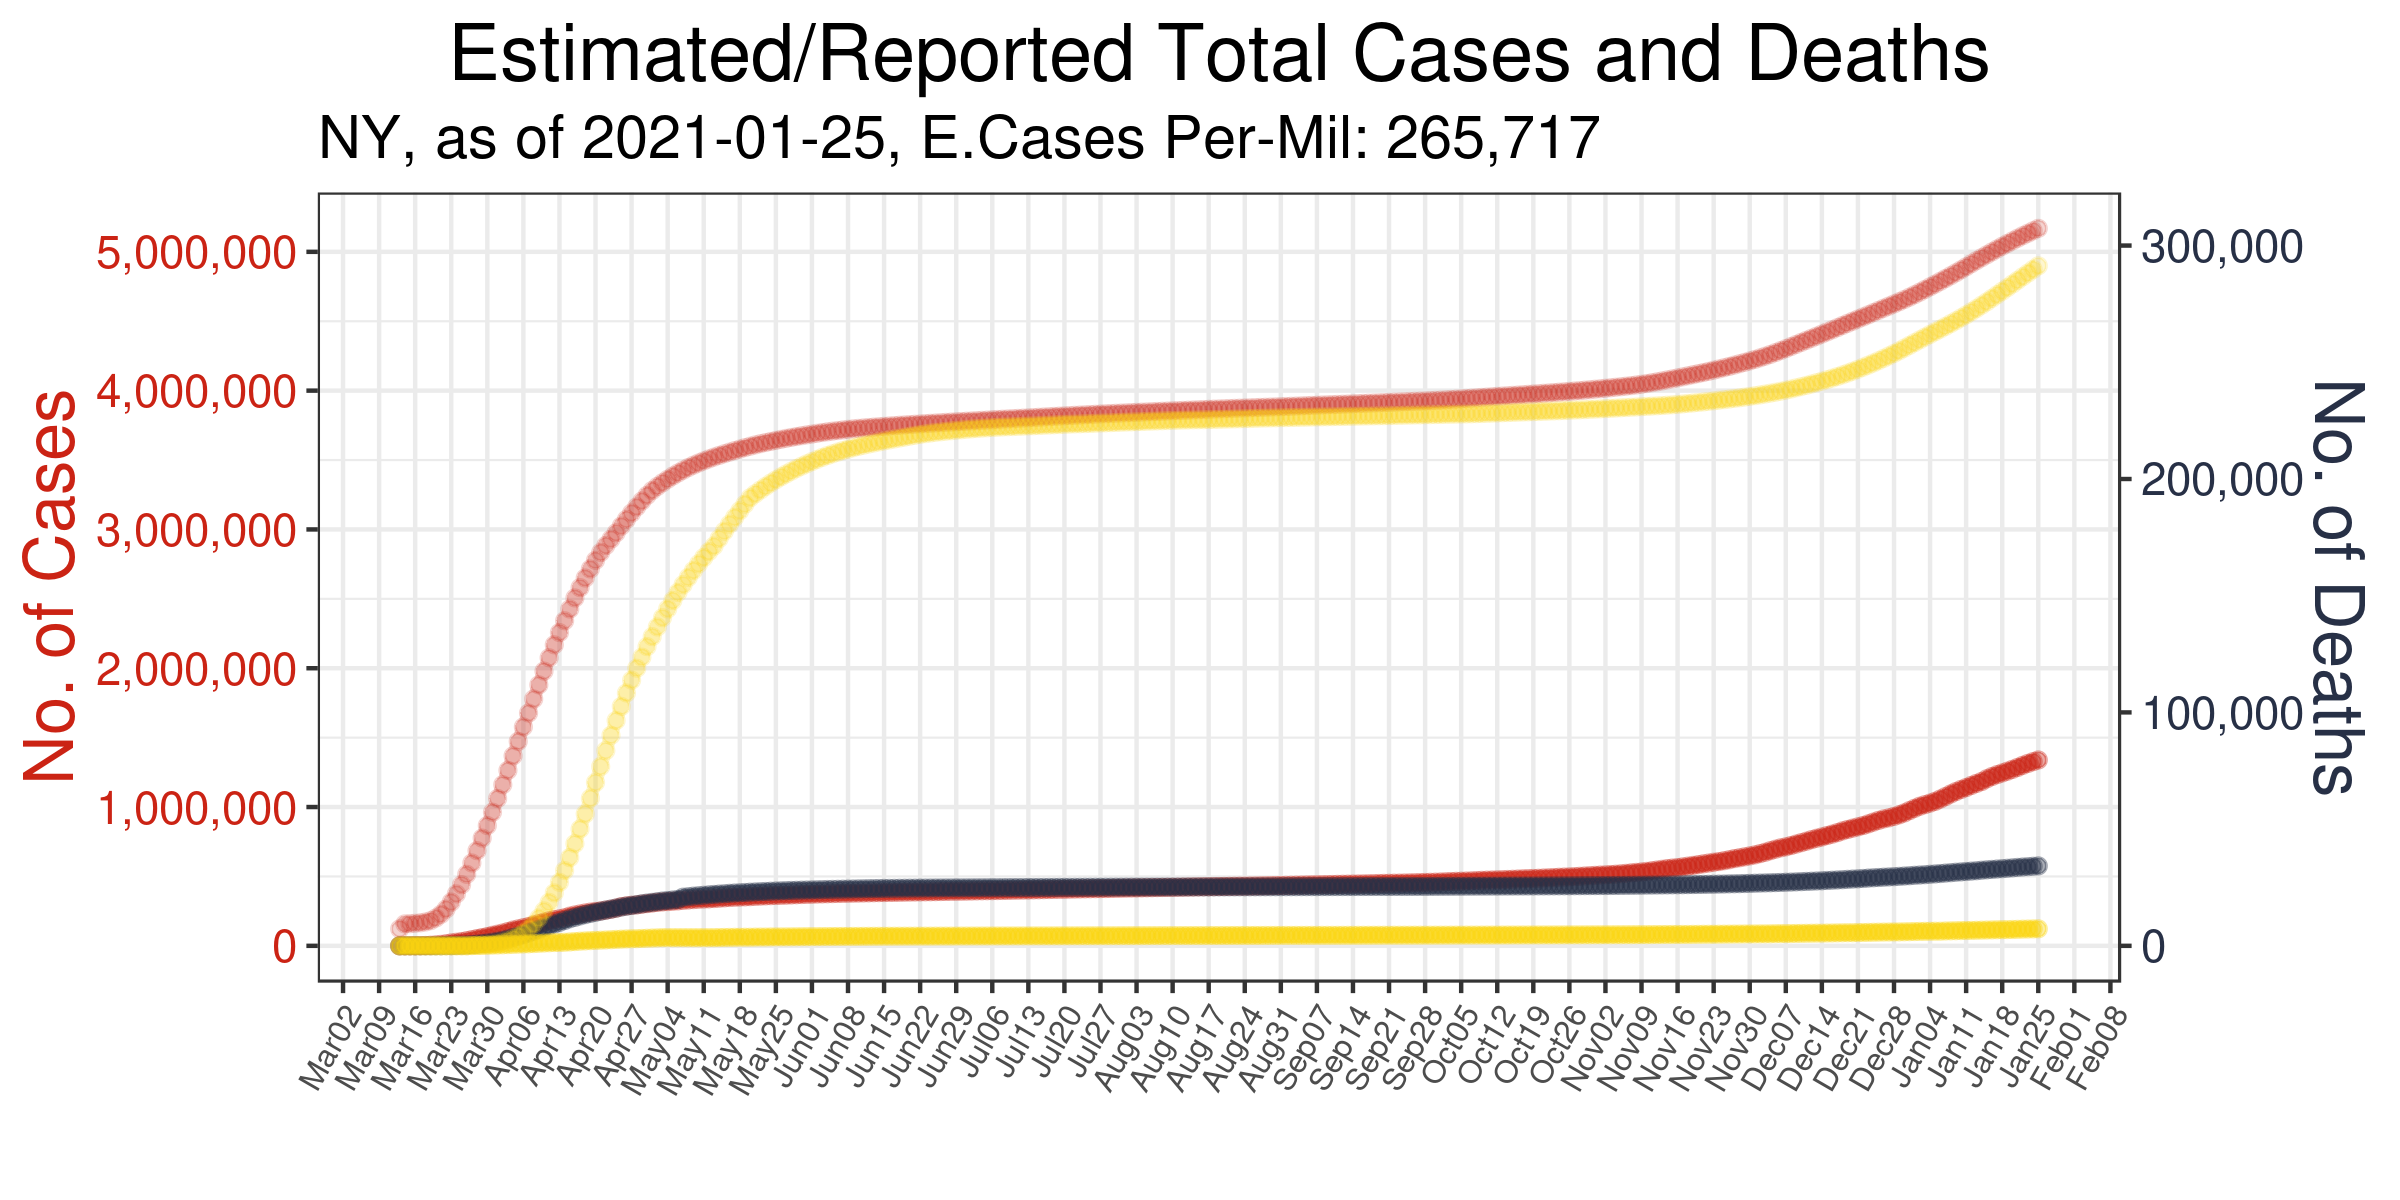 Estimated/Reported Total Cases and Deaths
NY, as of 2021-01-25, E.Cases Per-Mil: 265,717
No. of Cases
5,000,000
4,000,000
3,000,000
2,000,000
1,000,000
0
300,000
200,000
100,000
0
No. of Deaths
Mar02
Mar09
Mar16
Mar23
Mar30
Apr06
Apr13
Apr20
Apr27
May04
May11
May18
May25
Jun01
Jun08
Jun15
Jun22
Jun29
Jul06
Jul13
Jul20
Jul27
Aug03
Aug10
Aug17
Aug24
Aug31
Sep07
Sep14
Sep21
Sep28
Oct05
Oct12
Oct19
Oct26
Nov02
Nov09
Nov16
Nov23
Nov30
Dec07
Dec14
Dec21
Dec28
Jan04
Jan11
Jan18
Jan25
Feb01
Feb08